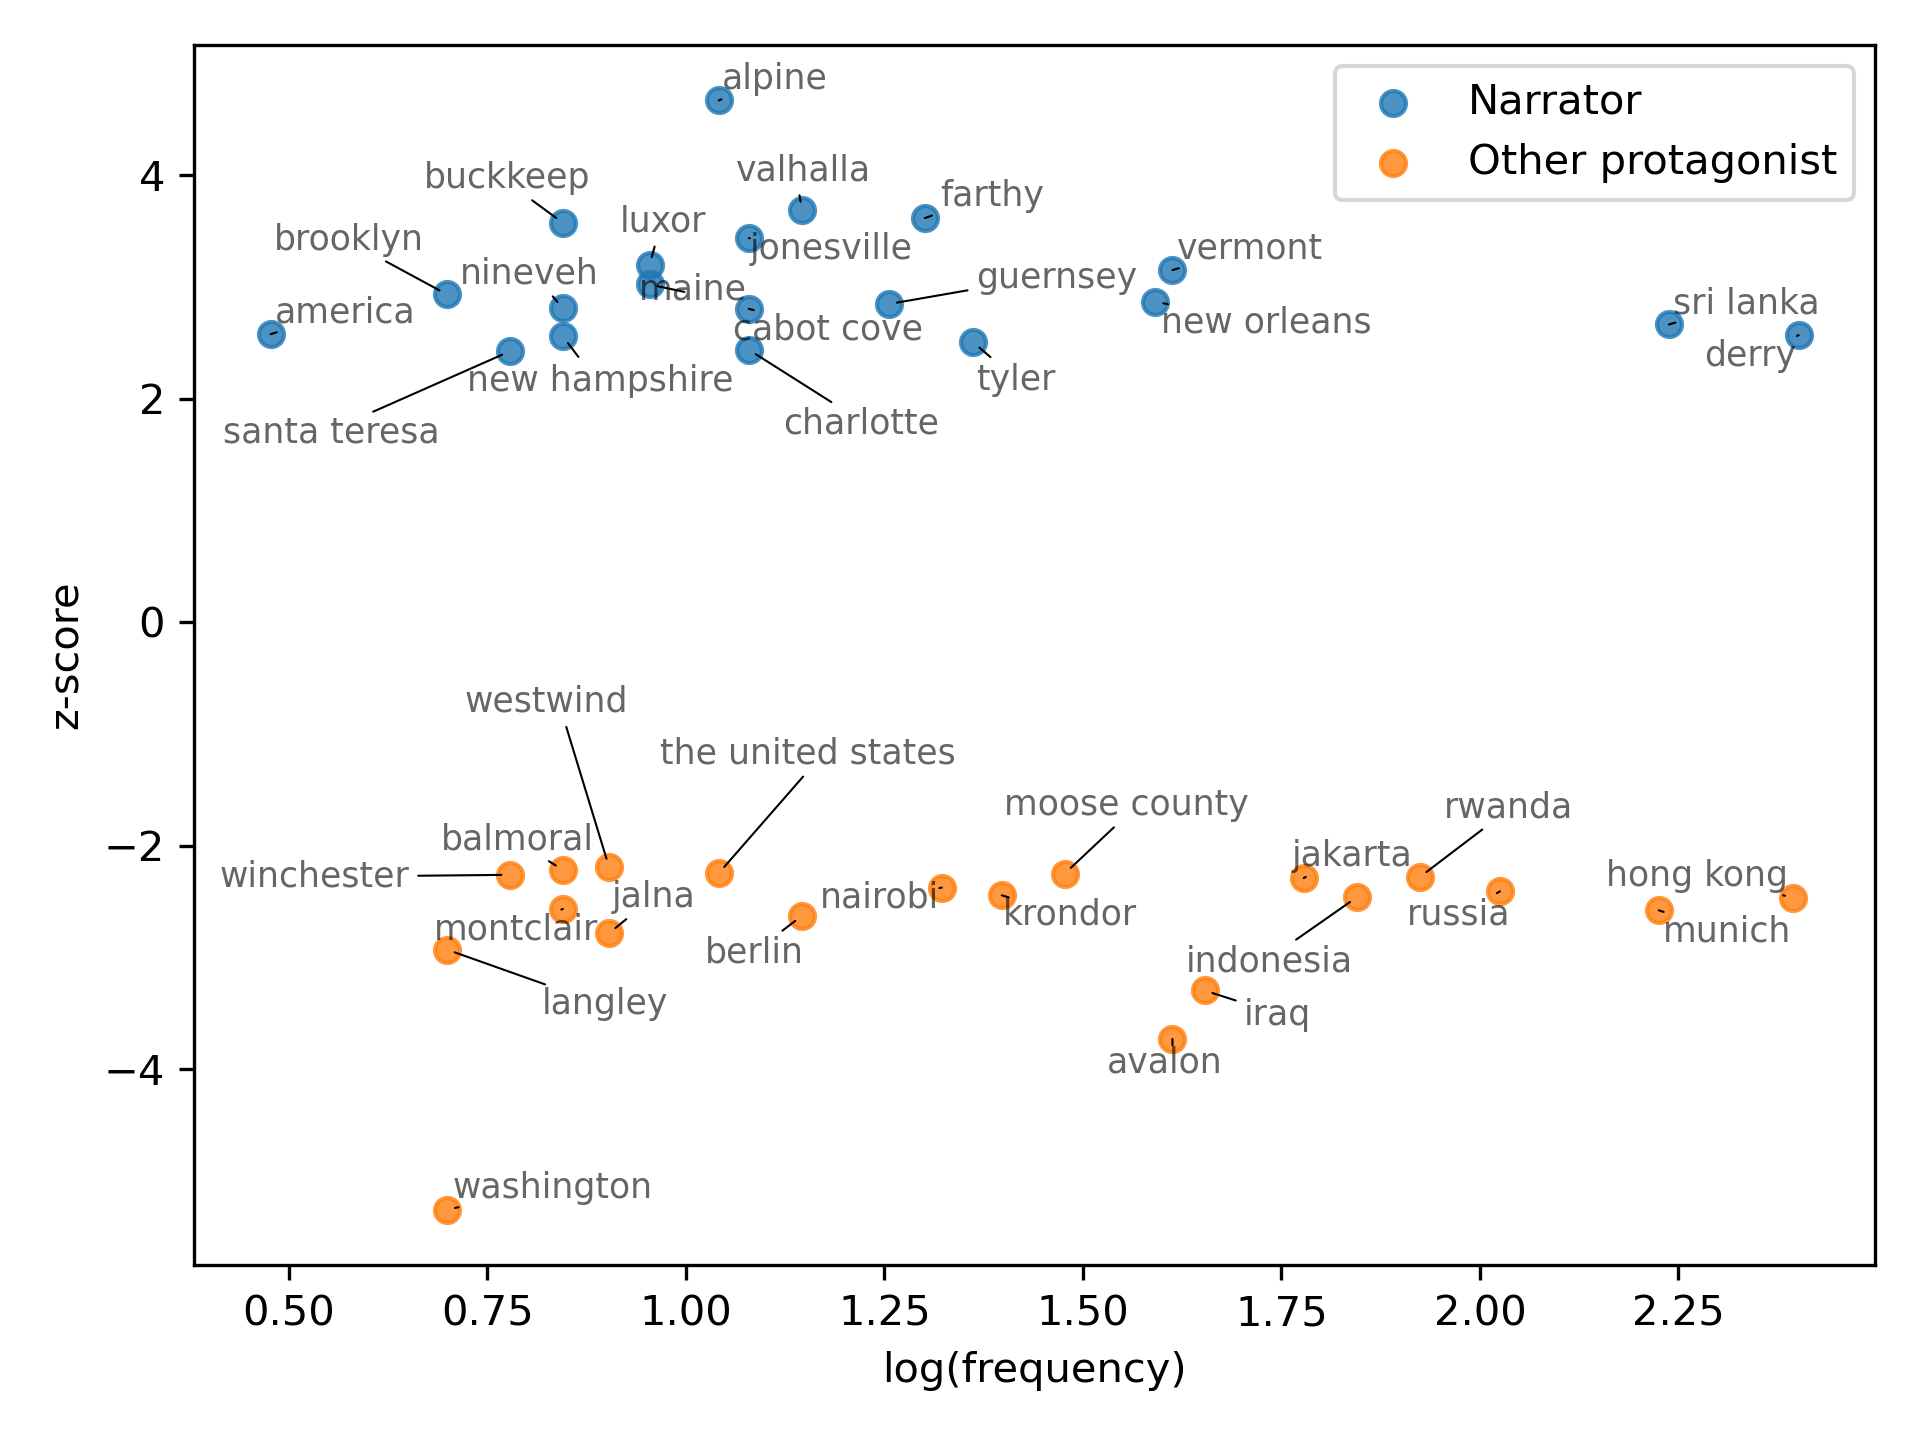 alpine
Narrator
Other protagonist
4
buckkeep
valhalla
farthy
luxor
brooklyn
jonesville
vermont
nineveh
guernsey
maine
america
sri lanka
cabot cove
new orleans
derry
new hampshire
tyler
2
santa teresa
charlotte
0
z-score
westwind
the united states
moose county
rwanda
−2
balmoral
jakarta
winchester
hong kong
jalna
nairobi
krondor
russia
montclair
munich
berlin
indonesia
langley
iraq
avalon
−4
washington
0.50 0.75 1.00 1.25 1.50 1.75 2.00 2.25
log(frequency)